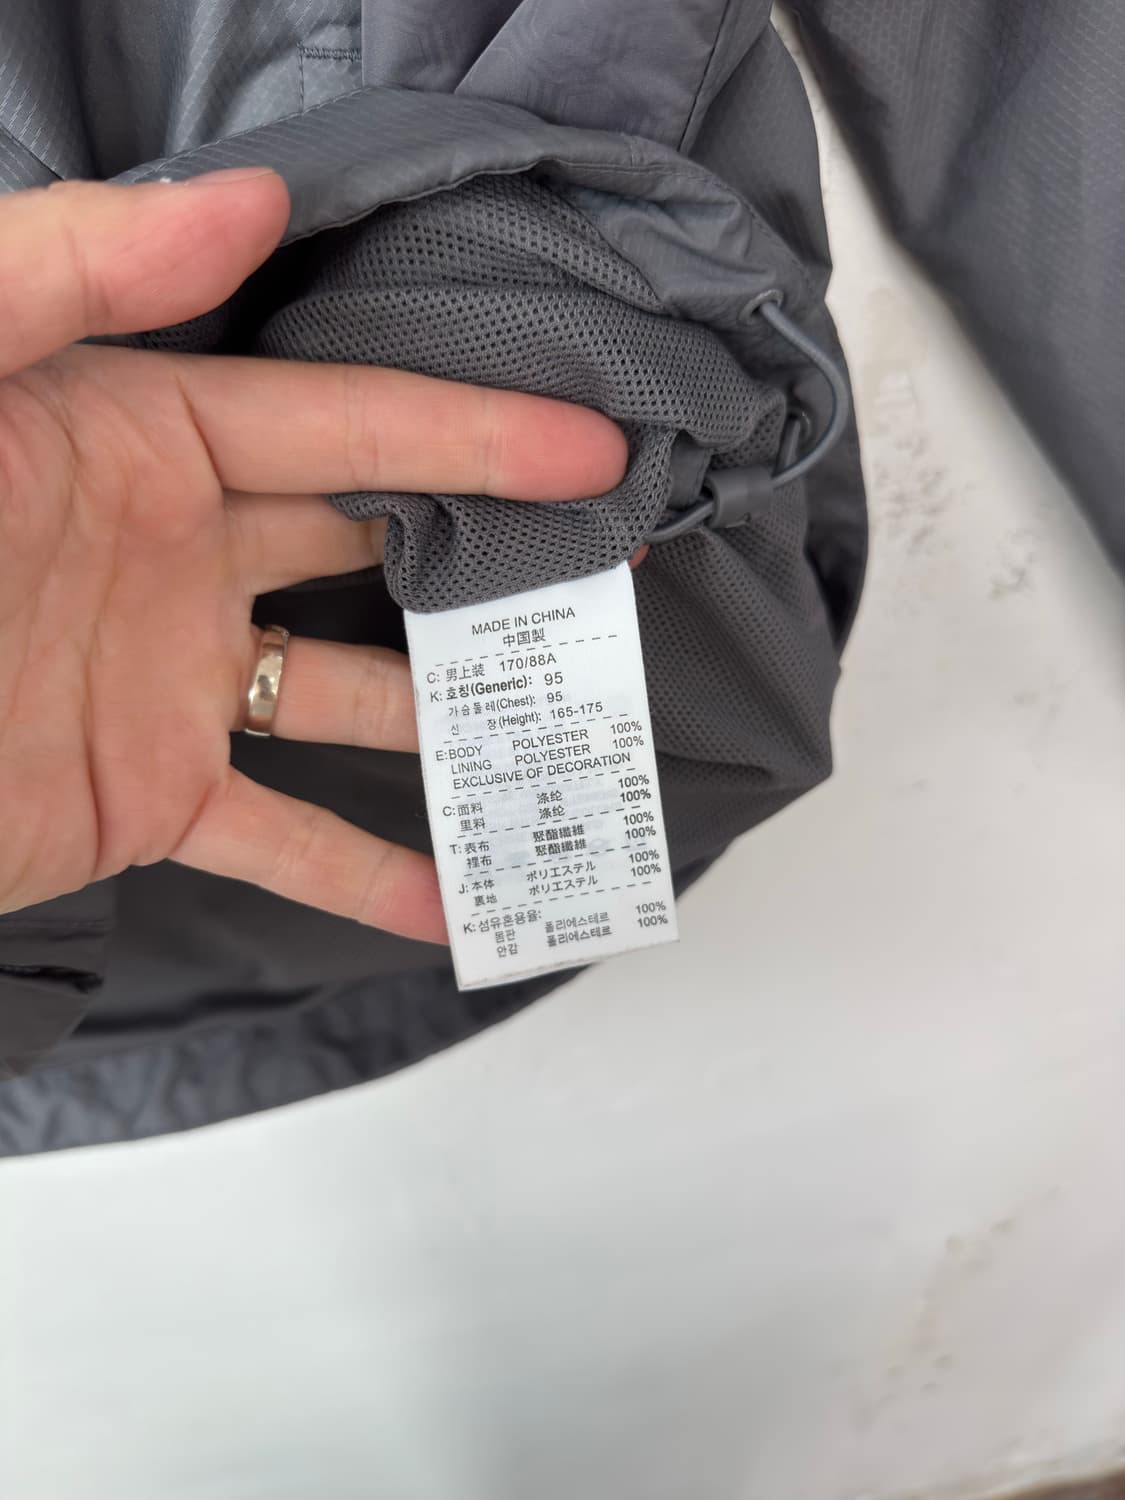 MADE IN CHINA
中国製
C: 男上装 170/88A
K: 호칭(Generic): 95
가슴둘레(Chest): 95
신 장(Height): 165-175
E:BODY POLYESTER 100%
LINING POLYESTER 100%
EXCLUSIVE OF DECORATION
C:面料 涤纶 100%
里料 涤纶 100%
T:表布 聚酯纖維 100%
裡布 聚酯纖維 100%
J:本体 ポリエステル 100%
裏地 ポリエステル 100%
K:섬유혼용율:
몸판 폴리에스테르 100%
안감 폴리에스테르 100%